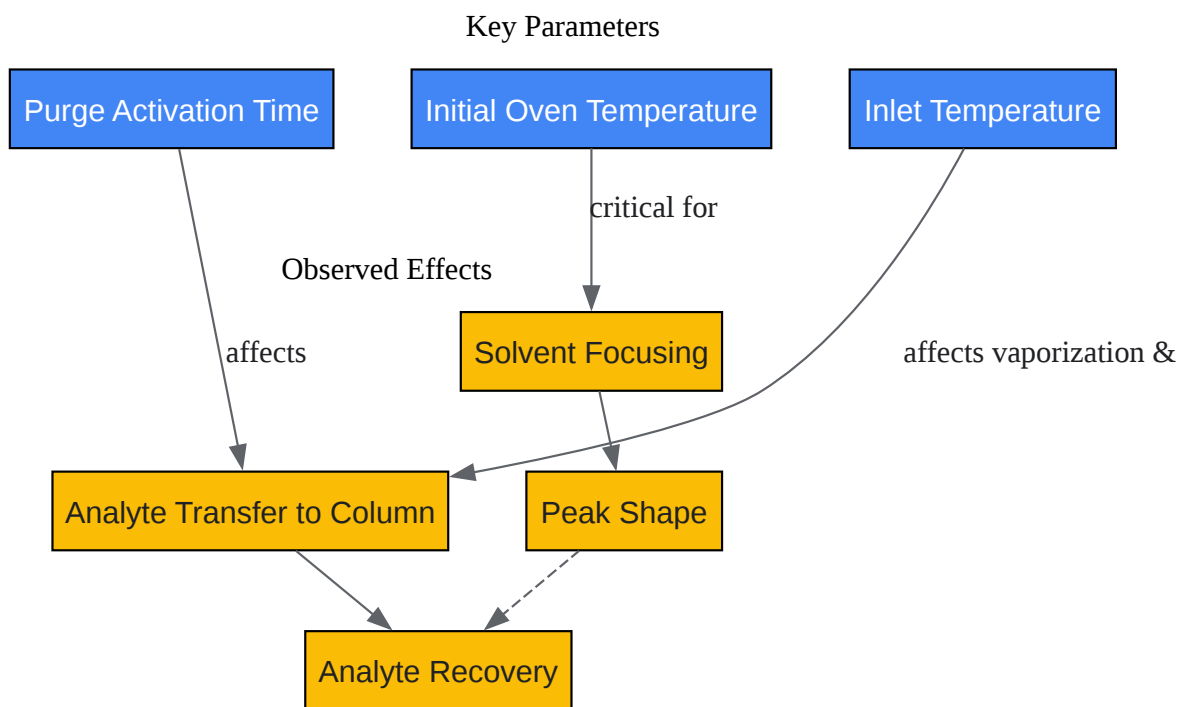 Key Parameters
Purge Activation Time
Initial Oven Temperature
Inlet Temperature
critical for
Observed Effects
Solvent Focusing
affects
affects vaporization &
Analyte Transfer to Column
Peak Shape
Analyte Recovery